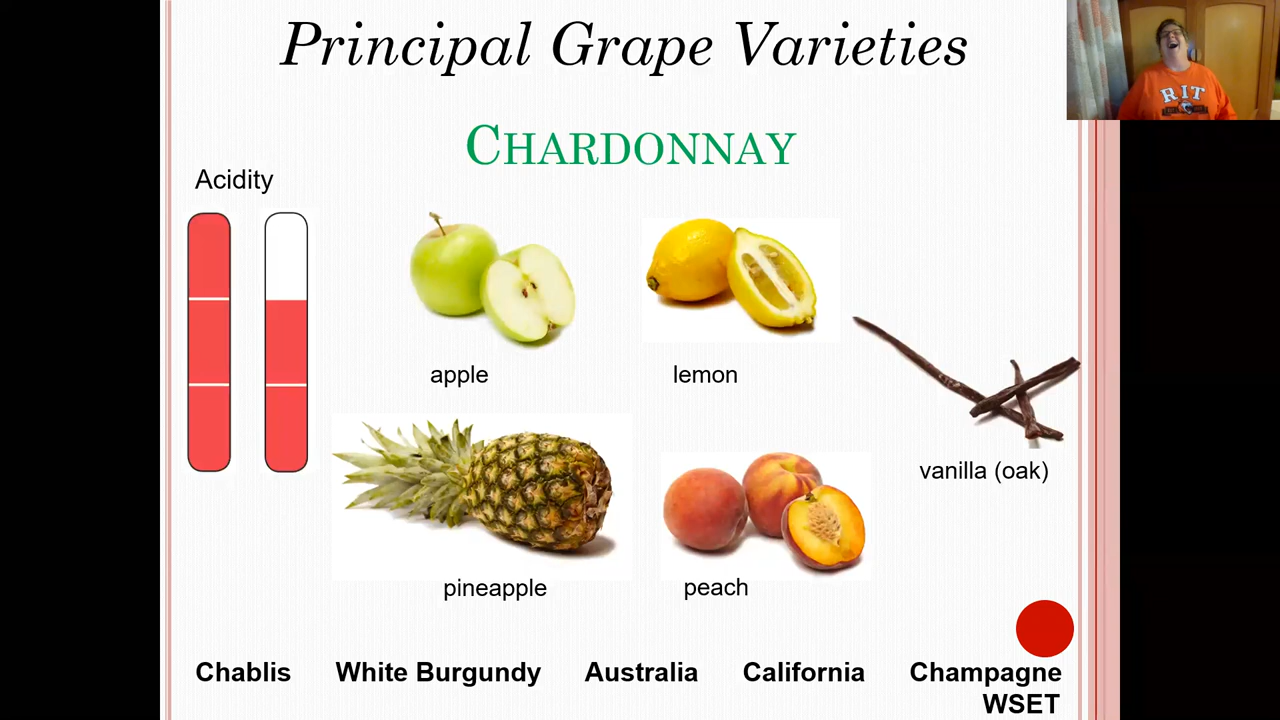 Principal Grape Varieties
RIT
CHARDONNAY
Acidity
apple
lemon
vanilla (oak)
pineapple
peach
Chablis White Burgundy Australia California Champagne
WSET